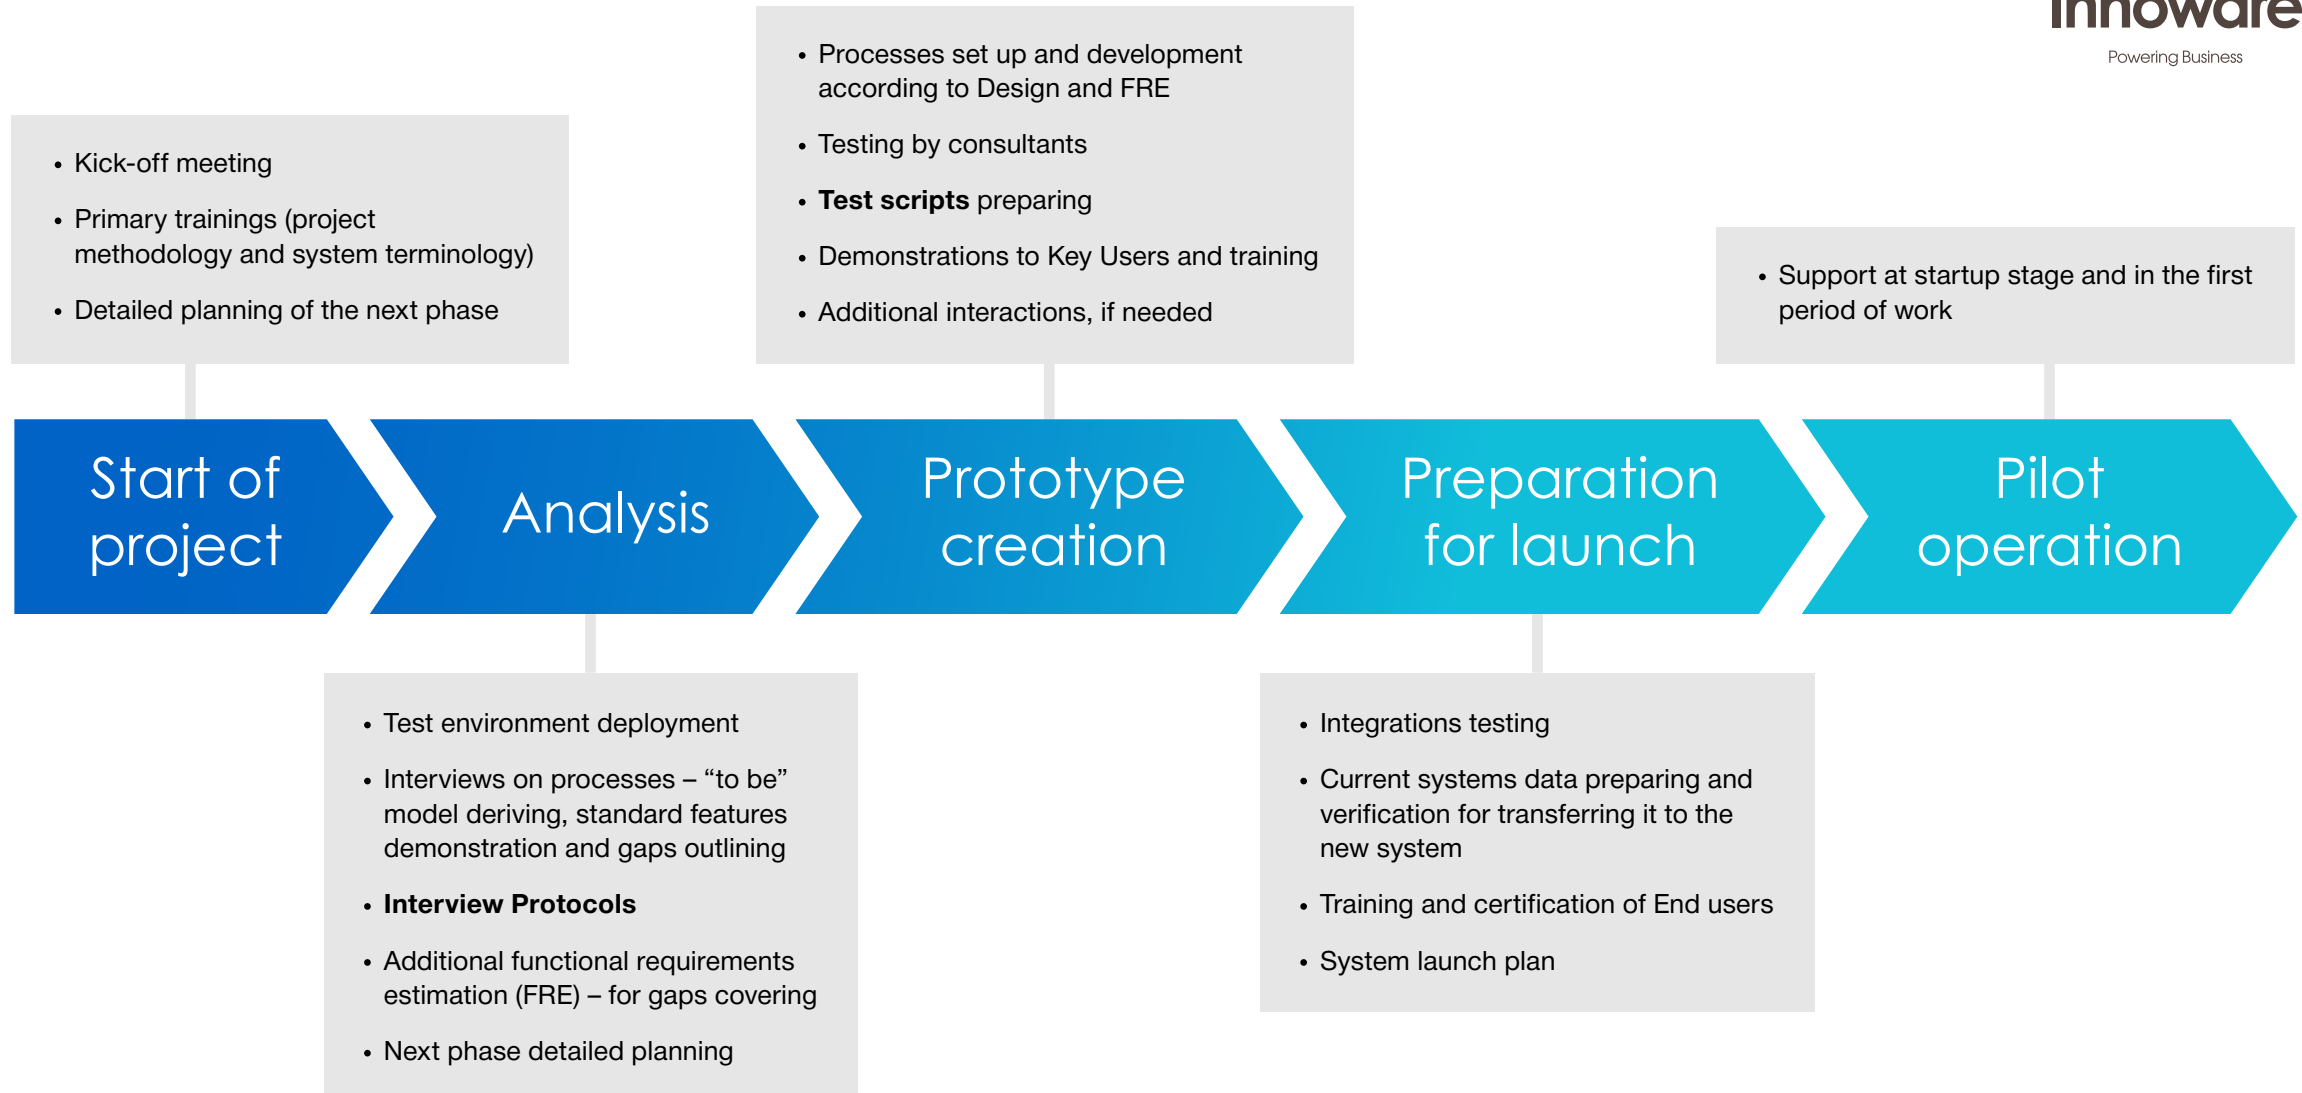 Innoware
Powering Business
• Kick-off meeting
• Primary trainings (project
methodology and system terminology)
• Detailed planning of the next phase
• Processes set up and development
according to Design and FRE
• Testing by consultants
• Test scripts preparing
• Demonstrations to Key Users and training
• Additional interactions, if needed
• Support at startup stage and in the first
period of work
Start of
project
Analysis
Prototype
creation
Preparation
for launch
Pilot
operation
• Test environment deployment
• Interviews on processes – “to be”
model deriving, standard features
demonstration and gaps outlining
• Interview Protocols
• Additional functional requirements
estimation (FRE) – for gaps covering
• Next phase detailed planning
• Integrations testing
• Current systems data preparing and
verification for transferring it to the
new system
• Training and certification of End users
• System launch plan